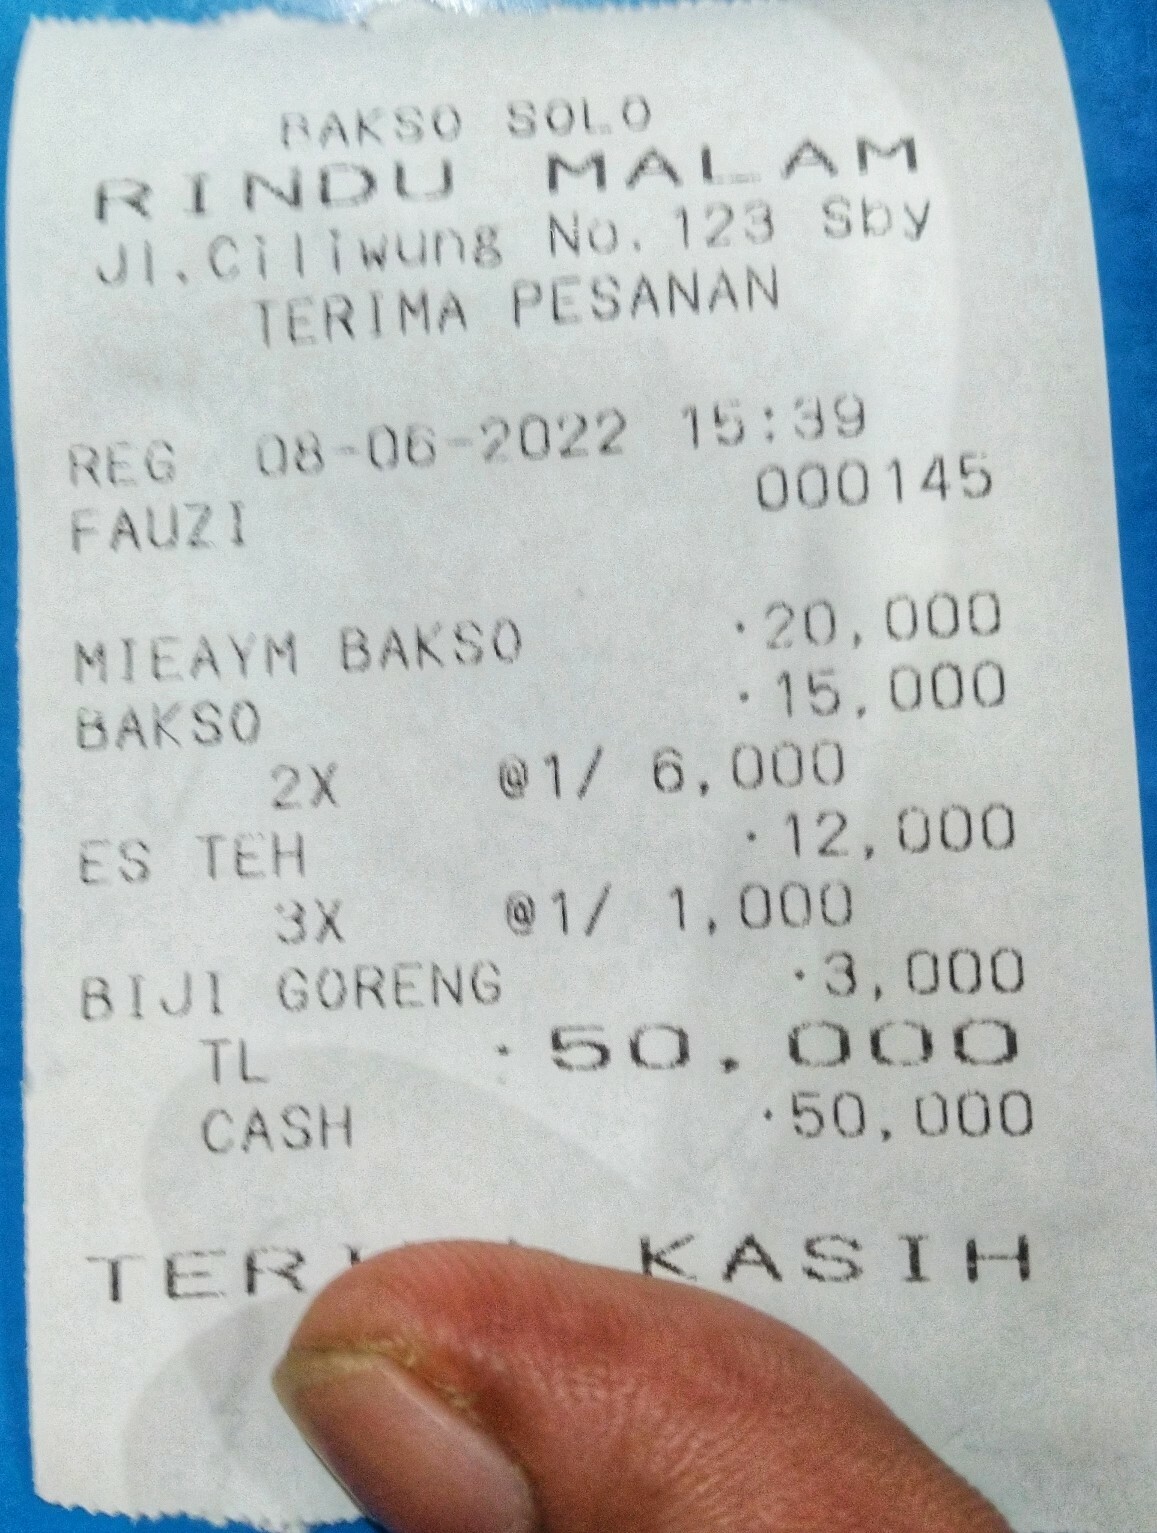 BAKSO SOLO
RINDU MALAM
Jl.Ciliwung No.123 Sby
TERIMA PESANAN
REG 08-06-2022 15:39
FAUZI 000145
MIEAYM BAKSO ·20,000
BAKSO ·15,000
2X @1/ 6,000
ES TEH ·12,000
3X @1/ 1,000
BIJI GORENG ·3,000
TL ·50,000
CASH ·50,000
KASIH